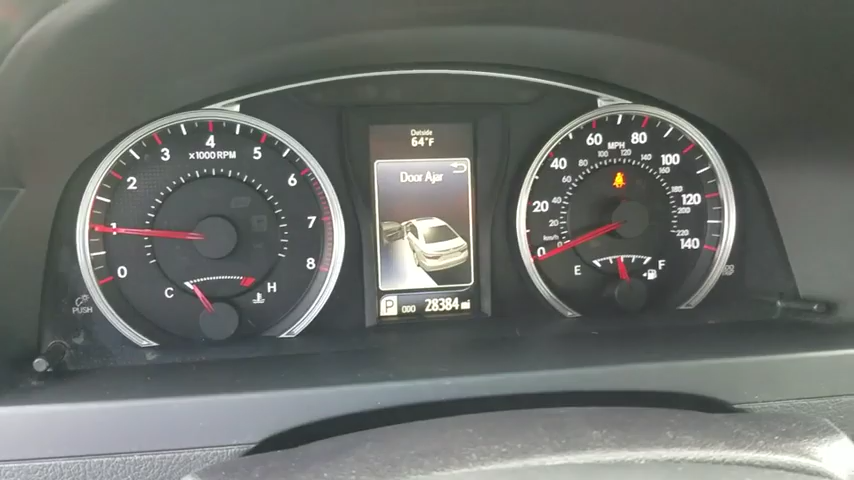 Outside
64°F
Door Ajar
P ODO 28384 mi
0 1 2 3 4 5 6 7 8
x1000 RPM
C H
PUSH
0 20 40 60 80 100 120 140
MPH
km/h
0 20 40 60 80 100 120 140 160 180 200 220
E F